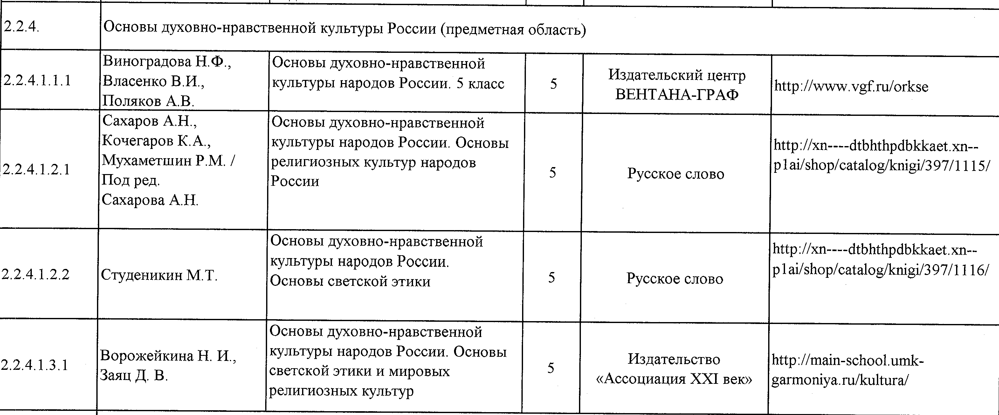 2.2.4.
Основы духовно-нравственной культуры России (предметная область)
2.2.4.1.1.1
Виноградова Н.Ф.,
Власенко В.И.,
Поляков А.В.
Основы духовно-нравственной
культуры народов России. 5 класс
5
Издательский центр
ВЕНТАНА-ГРАФ
http://www.vgf.ru/orkse
2.2.4.1.2.1
Сахаров А.Н.,
Кочегаров К.А.,
Мухаметшин Р.М. /
Под ред.
Сахарова А.Н.
Основы духовно-нравственной
культуры народов России. Основы
религиозных культур народов
России
5
Русское слово
http://xn----dtbhthpdbkkaet.xn--
p1ai/shop/catalog/knigi/397/1115/
2.2.4.1.2.2
Студеникин М.Т.
Основы духовно-нравственной
культуры народов России.
Основы светской этики
5
Русское слово
http://xn----dtbhthpdbkkaet.xn--
p1ai/shop/catalog/knigi/397/1116/
2.2.4.1.3.1
Ворожейкина Н. И.,
Заяц Д. В.
Основы духовно-нравственной
культуры народов России. Основы
светской этики и мировых
религиозных культур
5
Издательство
«Ассоциация XXI век»
http://main-school.umk-
garmoniya.ru/kultura/